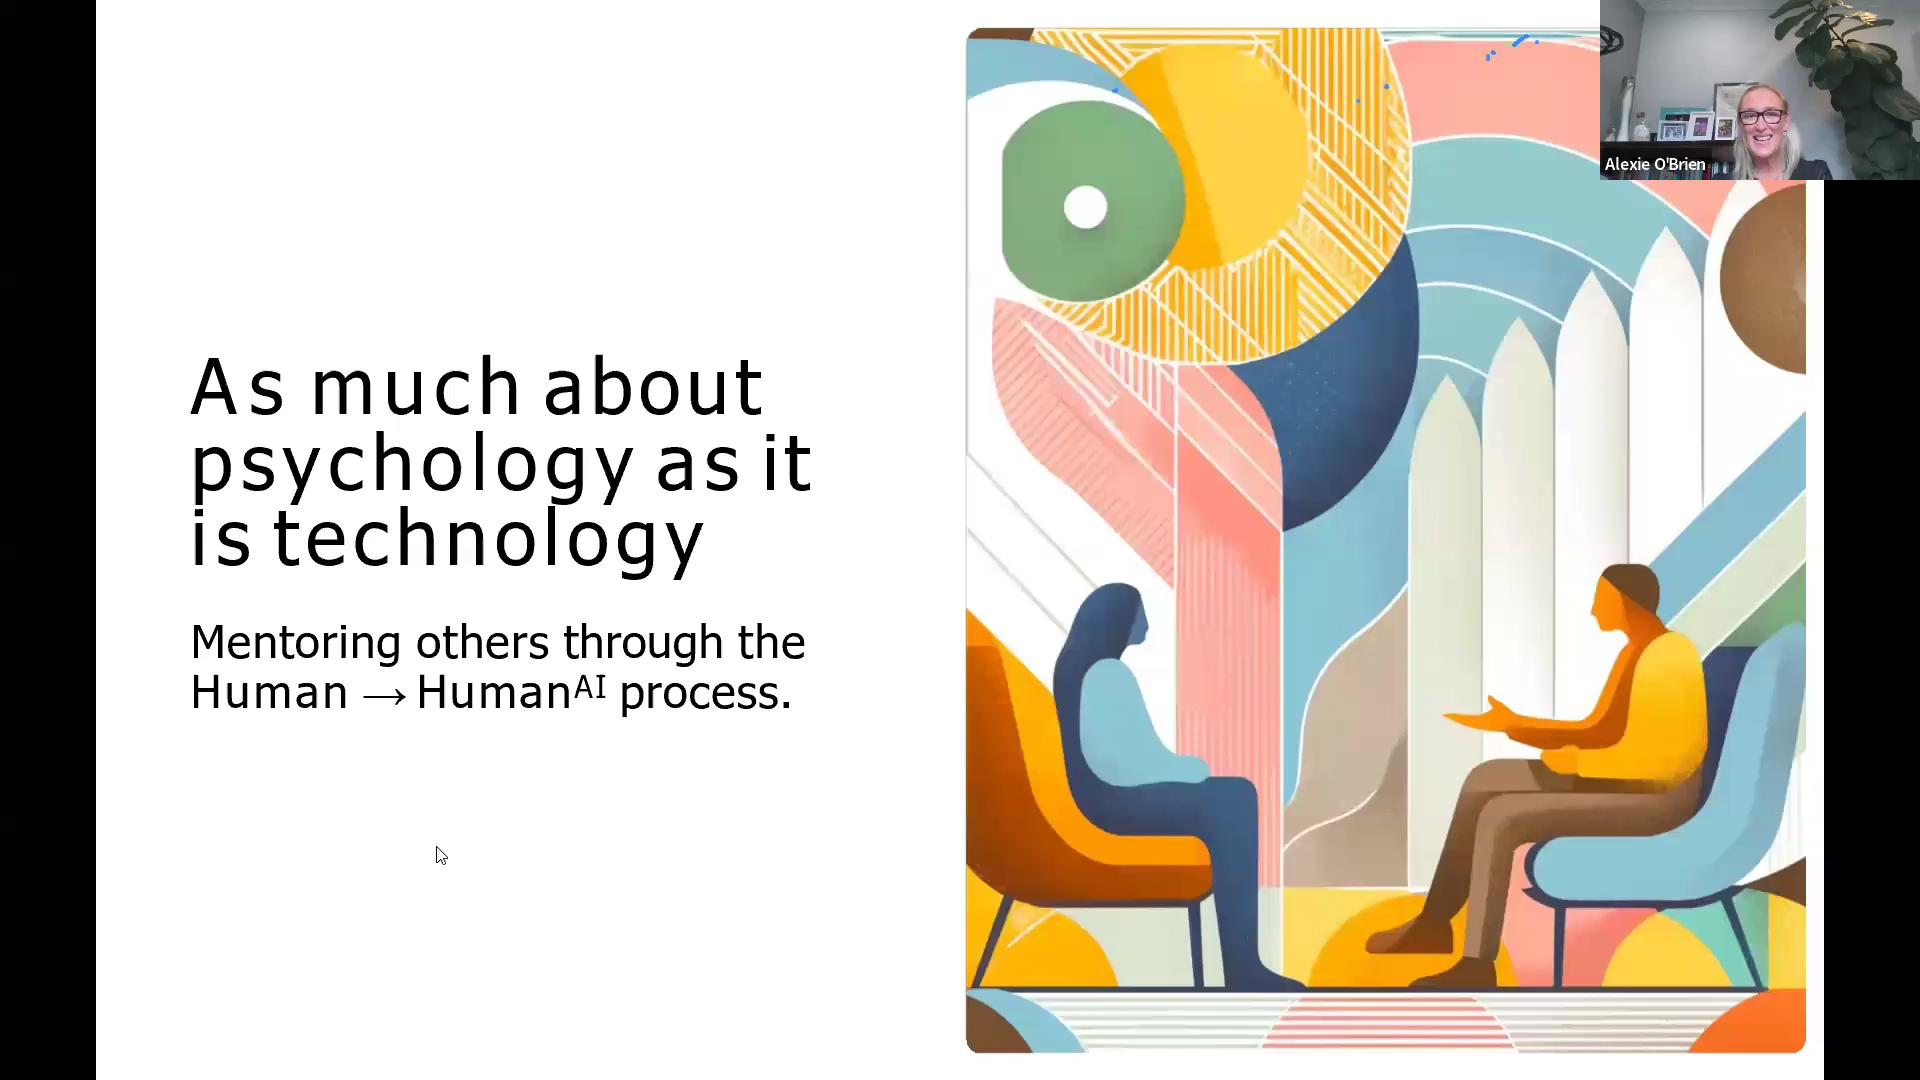 Alexie O'Brien
As much about
psychology as it
is technology
Mentoring others through the
Human → Humanᴬᴵ process.